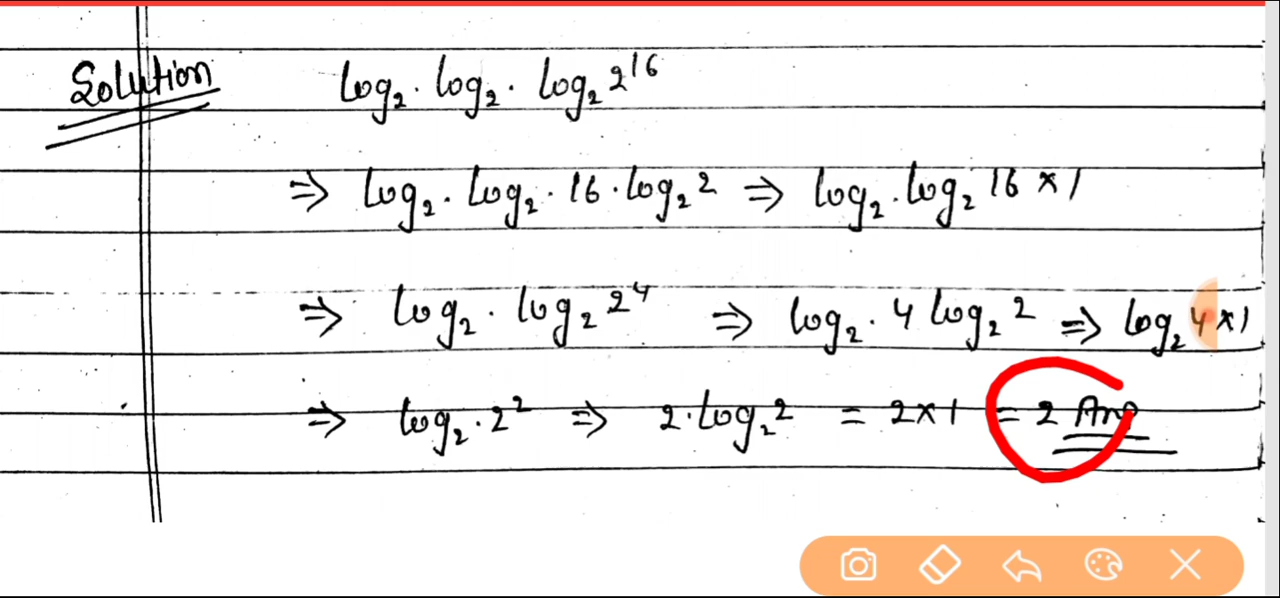 Solution log₂ · log₂ · log₂ 2¹⁶
⇒ log₂ · log₂ · 16 · log₂ 2 ⇒ log₂ · log₂ 16 × 1
⇒ log₂ · log₂ 2⁴ ⇒ log₂ · 4 log₂ 2 ⇒ log₂ 4 × 1
⇒ log₂ · 2² ⇒ 2 · log₂ 2 = 2 × 1 = 2 Ans